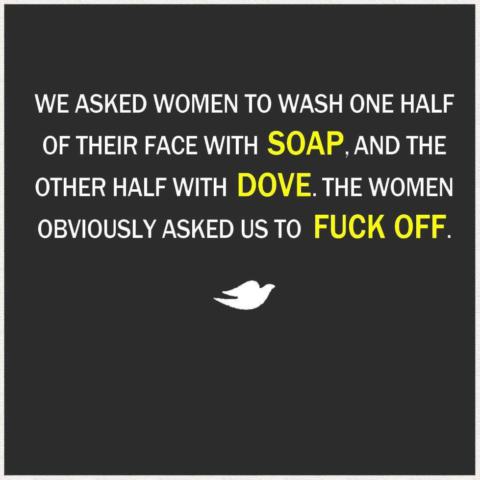 WE ASKED WOMEN TO WASH ONE HALF
OF THEIR FACE WITH SOAP, AND THE
OTHER HALF WITH DOVE. THE WOMEN
OBVIOUSLY ASKED US TO FUCK OFF.